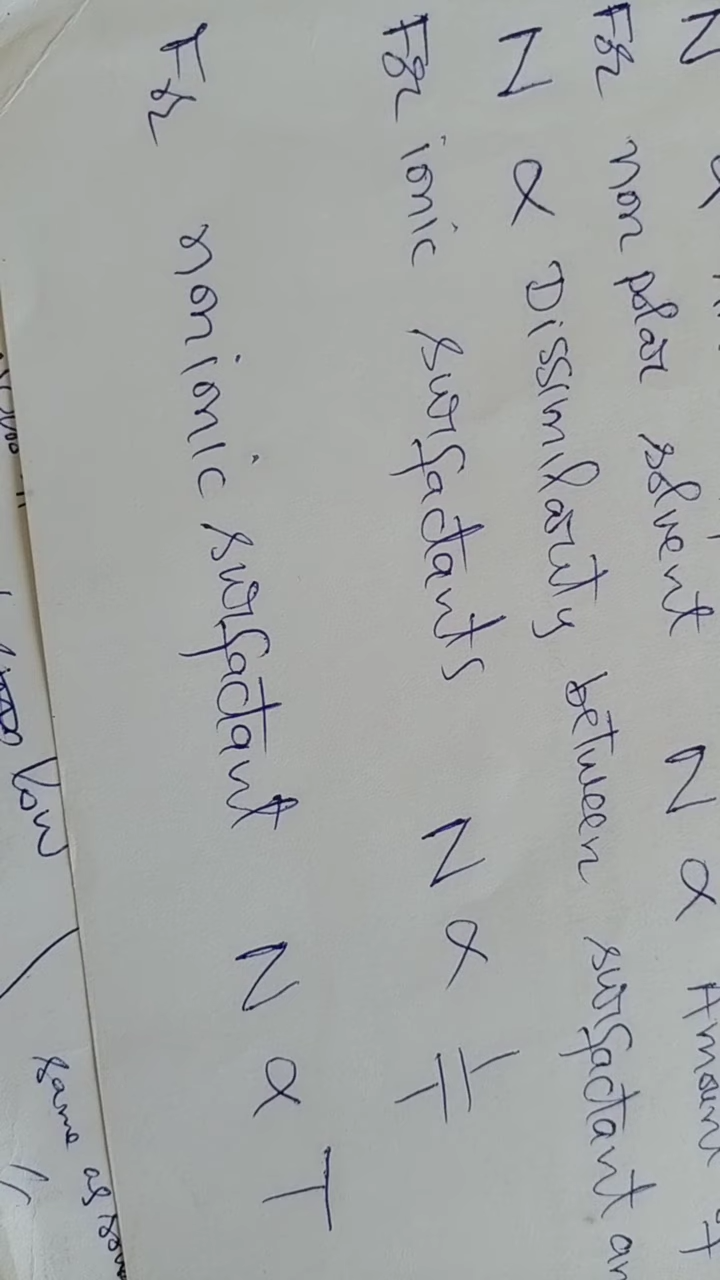 N α
For non polar solvent N α Amount of
N α Dissimilarity between surfactant an
For ionic surfactants N α 1/T
For nonionic surfactant N α T
low
same as